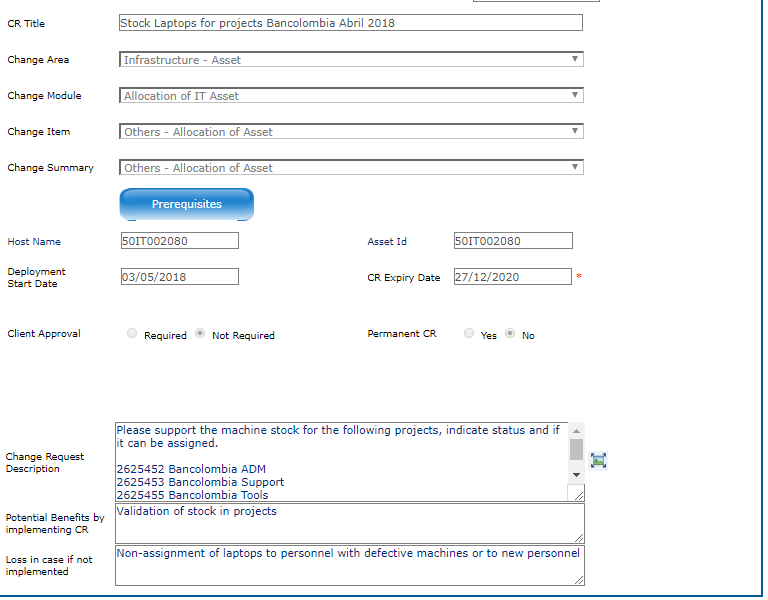 CR Title Stock Laptops for projects Bancolombia Abril 2018
Change Area Infrastructure - Asset
Change Module Allocation of IT Asset
Change Item Others - Allocation of Asset
Change Summary Others - Allocation of Asset
Prerequisites
Host Name 50IT002080 Asset Id 50IT002080
Deployment
Start Date 03/05/2018 CR Expiry Date 27/12/2020 *
Client Approval Required Not Required Permanent CR Yes No
Change Request
Description
Please support the machine stock for the following projects, indicate status and if
it can be assigned.
2625452 Bancolombia ADM
2625453 Bancolombia Support
2625455 Bancolombia Tools
Potential Benefits by
implementing CR
Validation of stock in projects
Loss in case if not
implemented
Non-assignment of laptops to personnel with defective machines or to new personnel